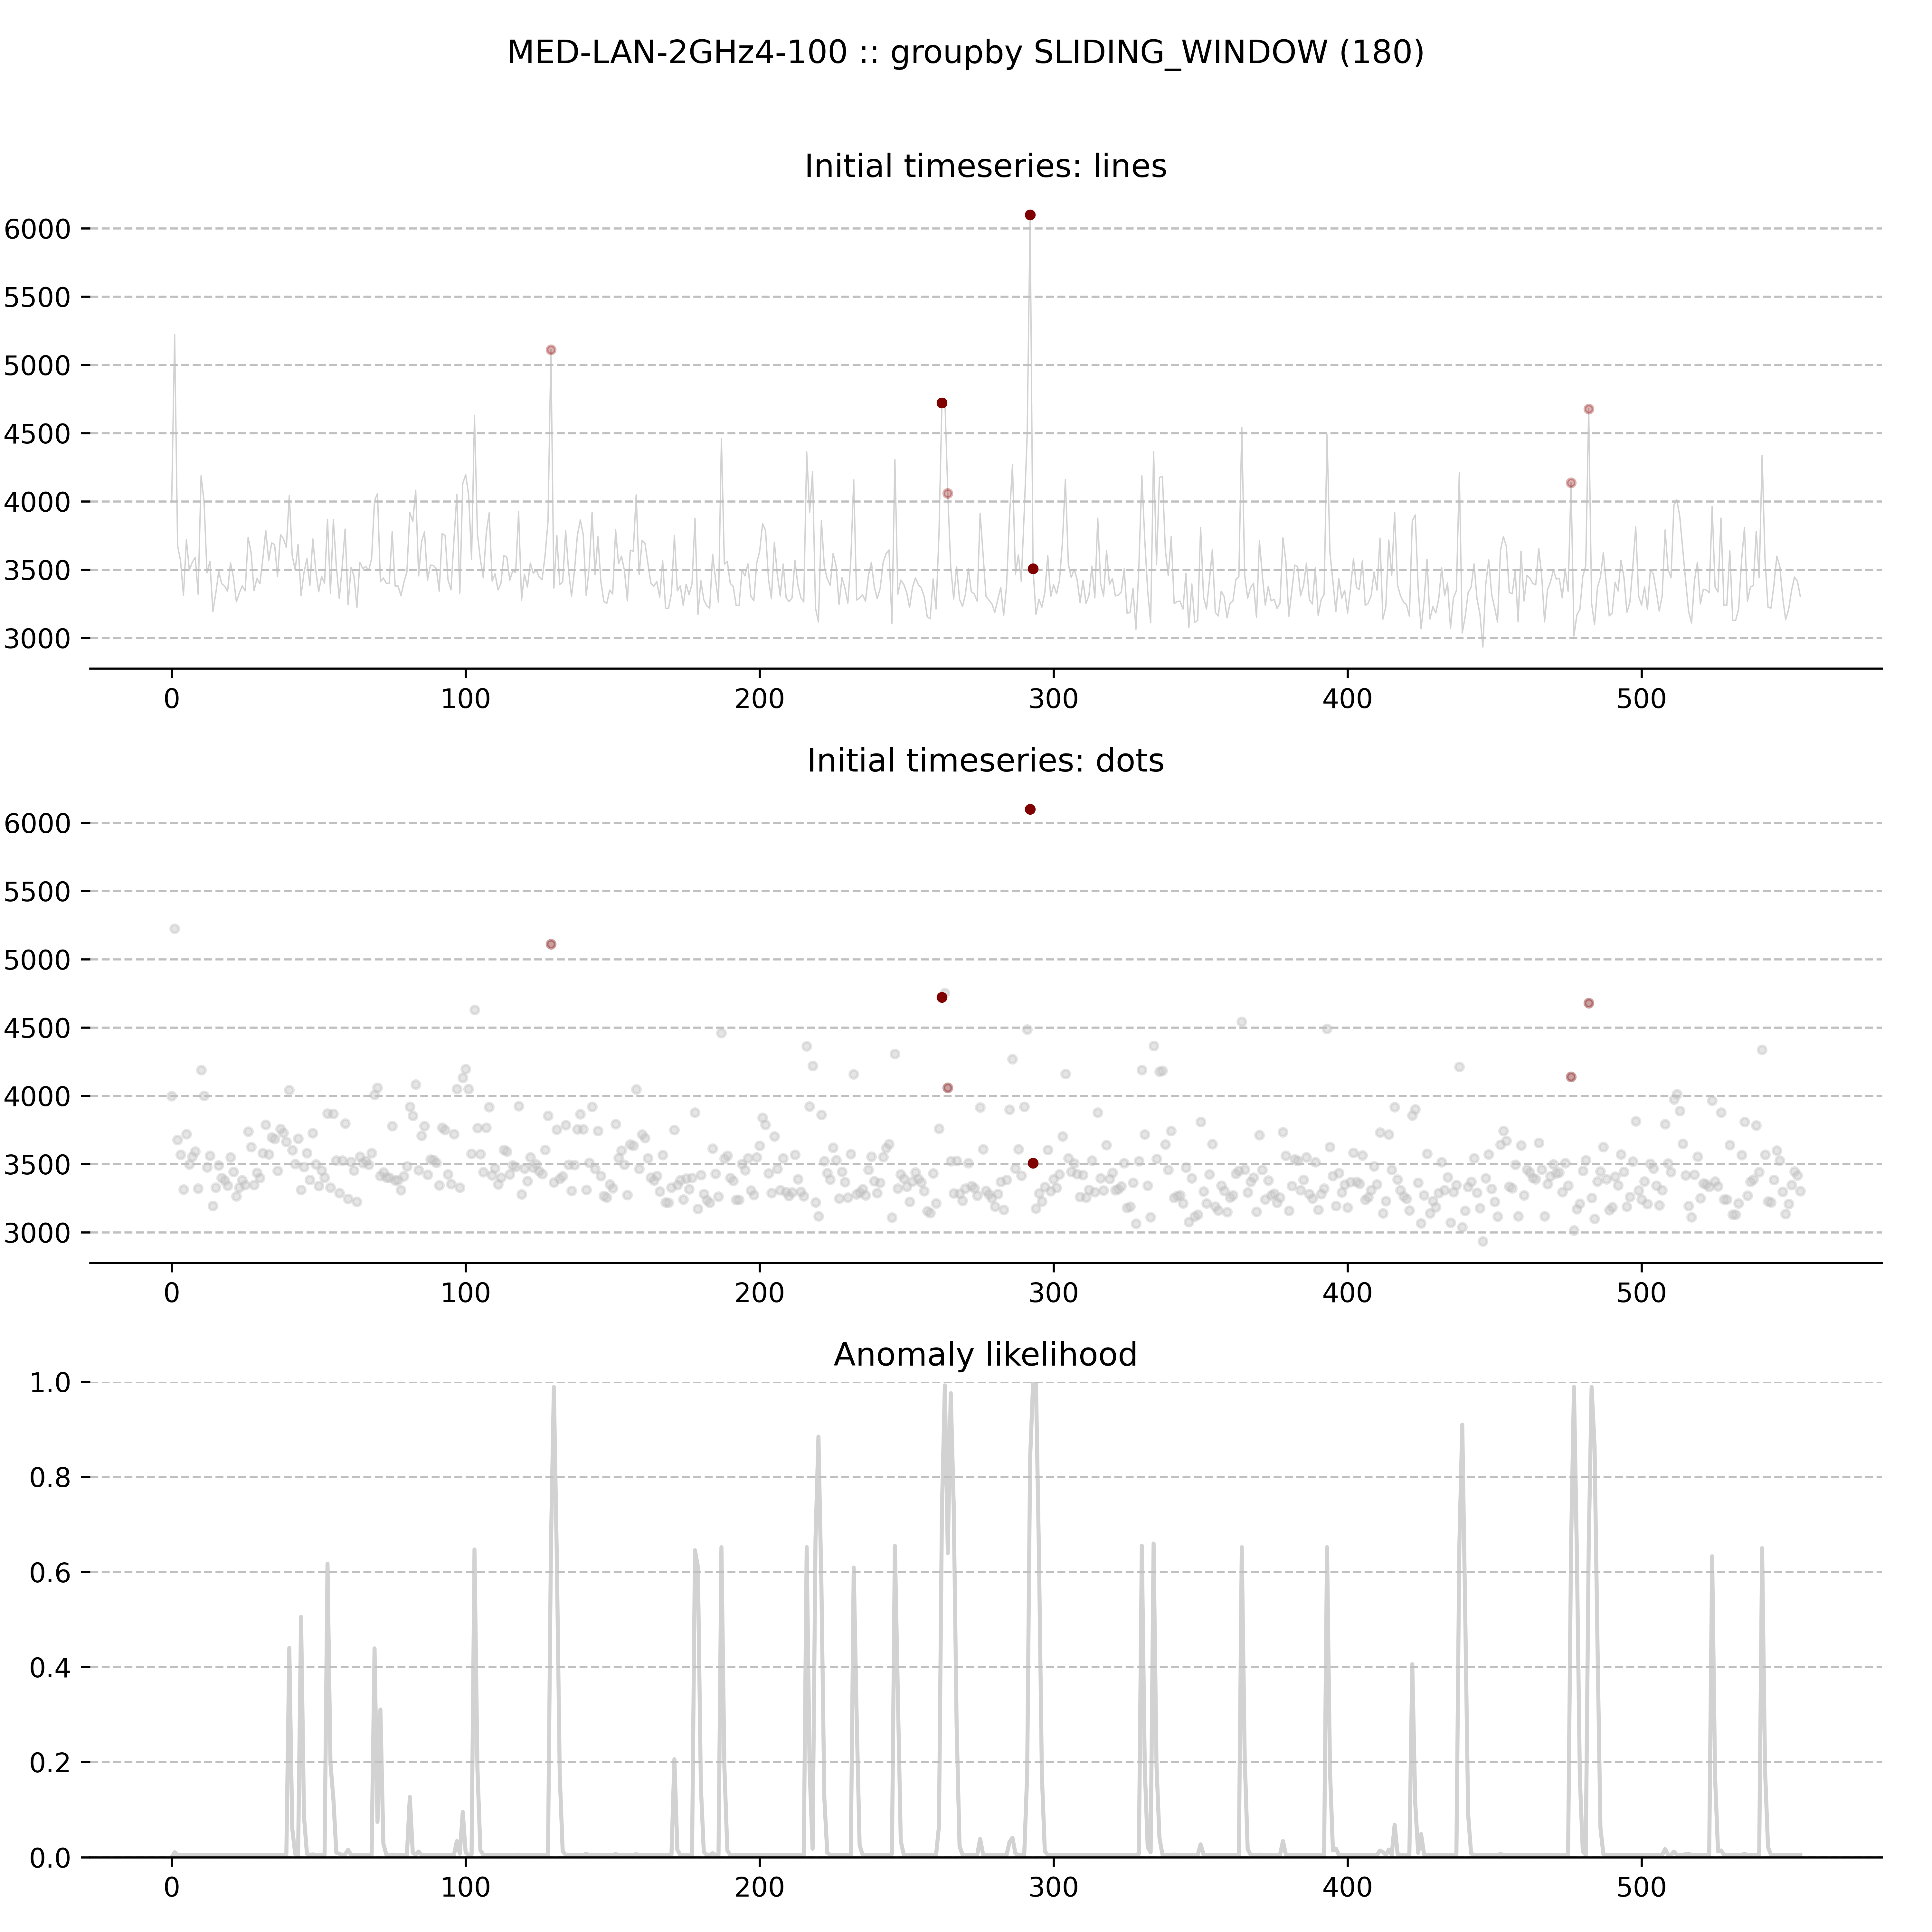 MED-LAN-2GHz4-100 :: groupby SLIDING_WINDOW (180)
Initial timeseries: lines
6000
5500
5000
4500
4000
3500
3000
0 100 200 300 400 500
Initial timeseries: dots
6000
5500
5000
4500
4000
3500
3000
0 100 200 300 400 500
Anomaly likelihood
1.0
0.8
0.6
0.4
0.2
0.0
0 100 200 300 400 500